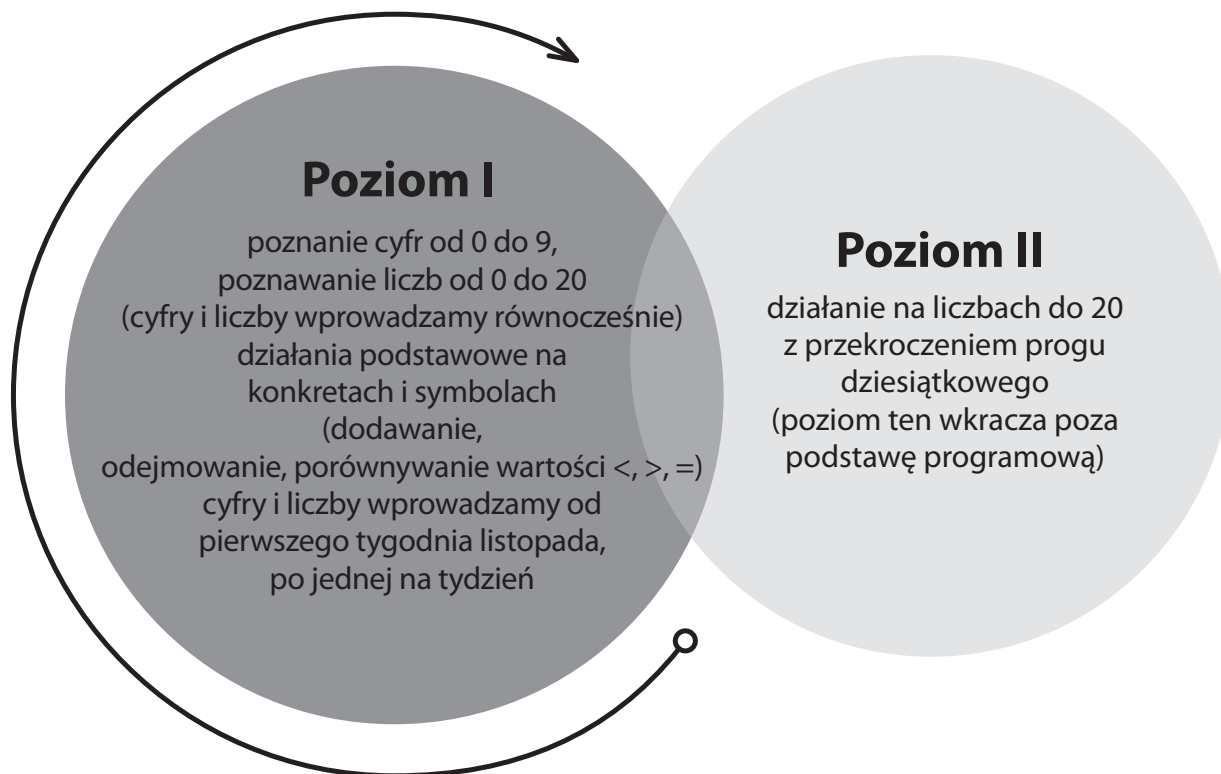 Poziom I
poznanie cyfr od 0 do 9,
poznawanie liczb od 0 do 20
(cyfry i liczby wprowadzamy równocześnie)
działania podstawowe na
konkretach i symbolach
(dodawanie,
odejmowanie, porównywanie wartości <, >, =)
cyfry i liczby wprowadzamy od
pierwszego tygodnia listopada,
po jednej na tydzień
Poziom II
działanie na liczbach do 20
z przekroczeniem progu
dziesiątkowego
(poziom ten wkracza poza
podstawę programową)